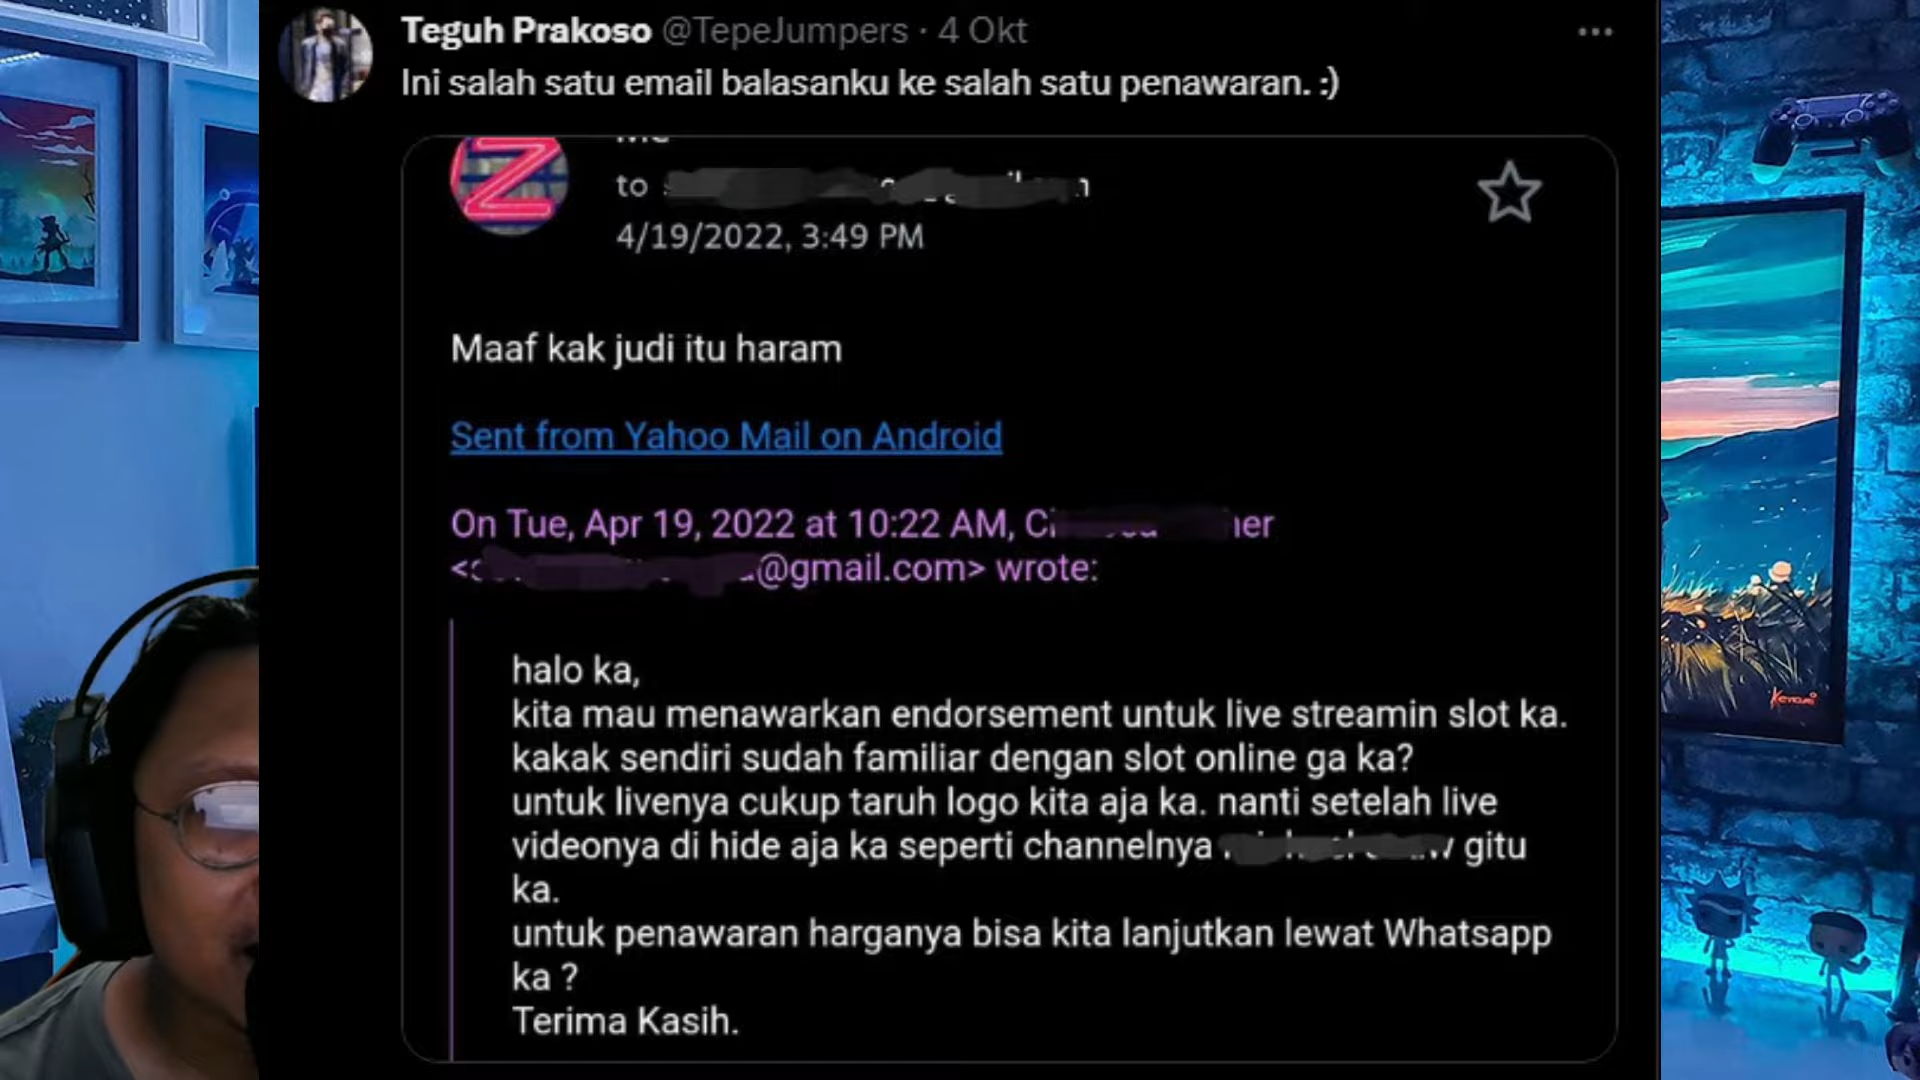 Teguh Prakoso @TepeJumpers · 4 Okt
Ini salah satu email balasanku ke salah satu penawaran. :)
to
4/19/2022, 3:49 PM
Maaf kak judi itu haram
Sent from Yahoo Mail on Android
On Tue, Apr 19, 2022 at 10:22 AM,
@gmail.com> wrote:
halo ka,
kita mau menawarkan endorsement untuk live streamin slot ka.
kakak sendiri sudah familiar dengan slot online ga ka?
untuk livenya cukup taruh logo kita aja ka. nanti setelah live
videonya di hide aja ka seperti channelnya gitu
ka.
untuk penawaran harganya bisa kita lanjutkan lewat Whatsapp
ka ?
Terima Kasih.